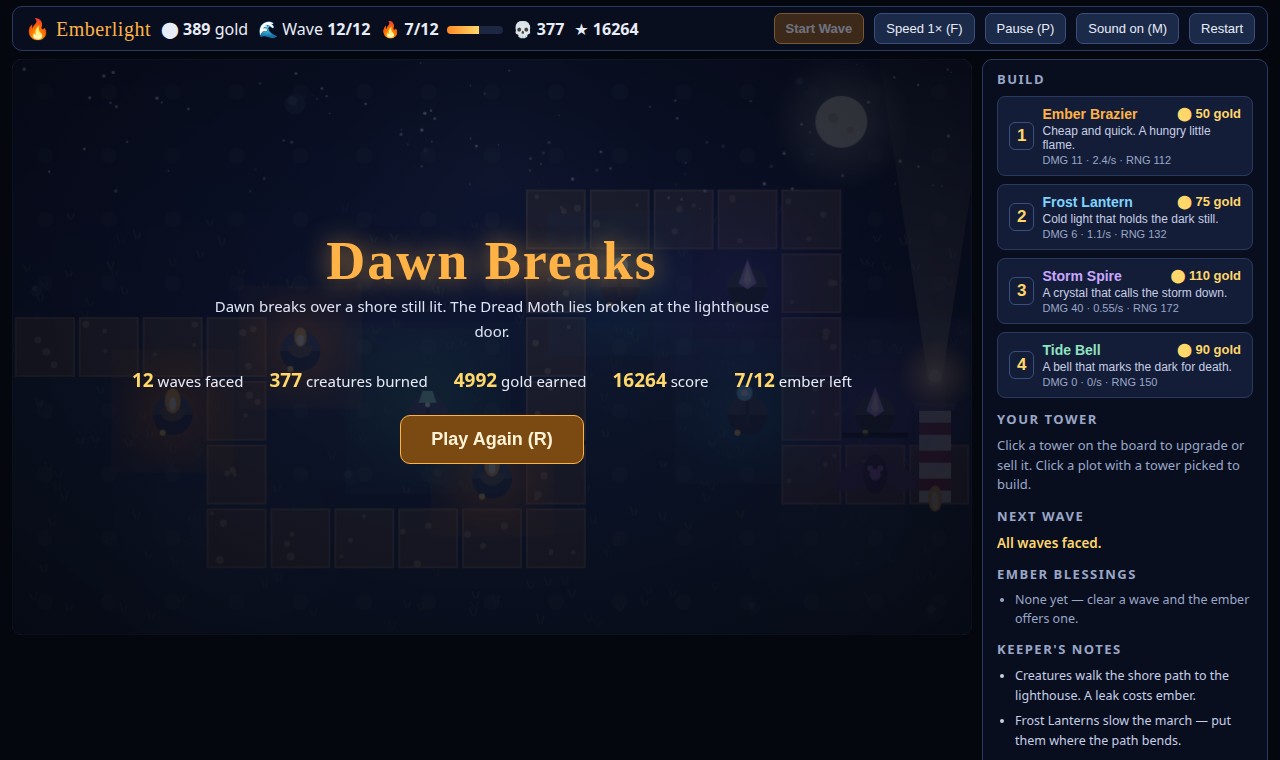 🔥 Emberlight 389 gold 🌊 Wave 12/12 🔥 7/12 💀 377 ★ 16264 Start Wave Speed 1× (F) Pause (P) Sound on (M) Restart
Dawn Breaks
Dawn breaks over a shore still lit. The Dread Moth lies broken at the lighthouse
door.
12 waves faced 377 creatures burned 4992 gold earned 16264 score 7/12 ember left
Play Again (R)
BUILD
1 Ember Brazier 50 gold
Cheap and quick. A hungry little
flame.
DMG 11 · 2.4/s · RNG 112
2 Frost Lantern 75 gold
Cold light that holds the dark still.
DMG 6 · 1.1/s · RNG 132
3 Storm Spire 110 gold
A crystal that calls the storm down.
DMG 40 · 0.55/s · RNG 172
4 Tide Bell 90 gold
A bell that marks the dark for death.
DMG 0 · 0/s · RNG 150
YOUR TOWER
Click a tower on the board to upgrade or
sell it. Click a plot with a tower picked to
build.
NEXT WAVE
All waves faced.
EMBER BLESSINGS
• None yet — clear a wave and the ember
offers one.
KEEPER'S NOTES
• Creatures walk the shore path to the
lighthouse. A leak costs ember.
• Frost Lanterns slow the march — put
them where the path bends.